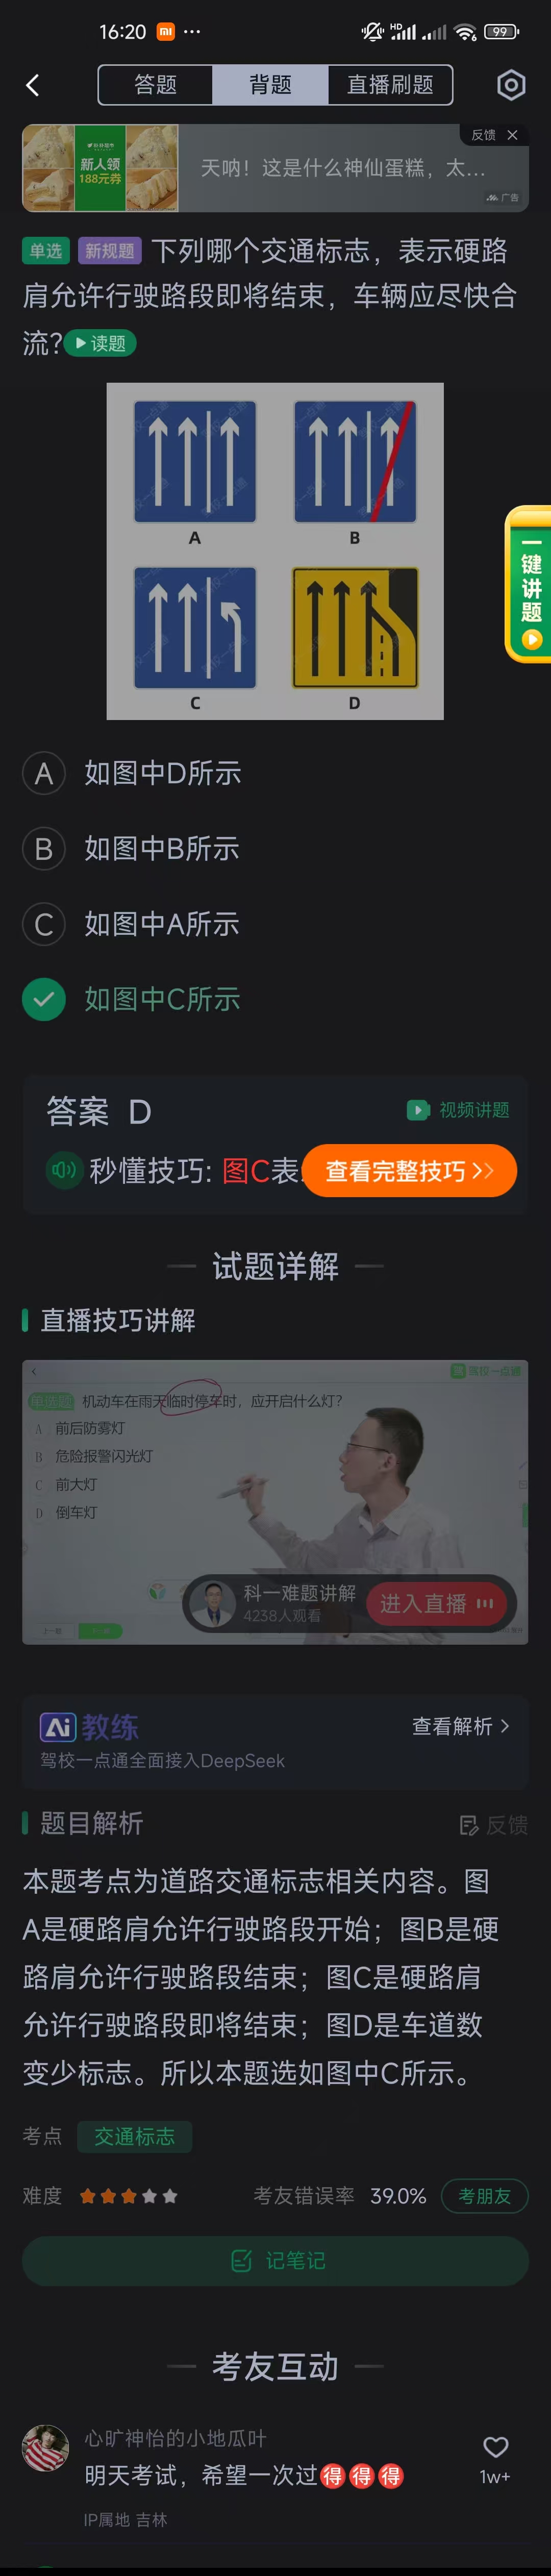 16:20
HD
99
答题
背题
直播刷题
新人领
188元券
天呐！这是什么神仙蛋糕，太...
反馈
广告
单选 新规题 下列哪个交通标志，表示硬路
肩允许行驶路段即将结束，车辆应尽快合
流？ 读题
A
B
C
D
一键讲题
A 如图中D所示
B 如图中B所示
C 如图中A所示
如图中C所示
答案 D
视频讲题
秒懂技巧: 图C表
查看完整技巧
试题详解
直播技巧讲解
驾校一点通
单选题 机动车在雨天临时停车时，应开启什么灯？
A 前后防雾灯
B 危险报警闪光灯
C 前大灯
D 倒车灯
科一难题讲解
4238人观看
进入直播
Ai 教练
查看解析
驾校一点通全面接入DeepSeek
题目解析
反馈
本题考点为道路交通标志相关内容。图
A是硬路肩允许行驶路段开始；图B是硬
路肩允许行驶路段结束；图C是硬路肩
允许行驶路段即将结束；图D是车道数
变少标志。所以本题选如图中C所示。
考点 交通标志
难度
考友错误率 39.0%
考朋友
记笔记
考友互动
心旷神怡的小地瓜叶
明天考试，希望一次过得得得
1w+
IP属地 吉林